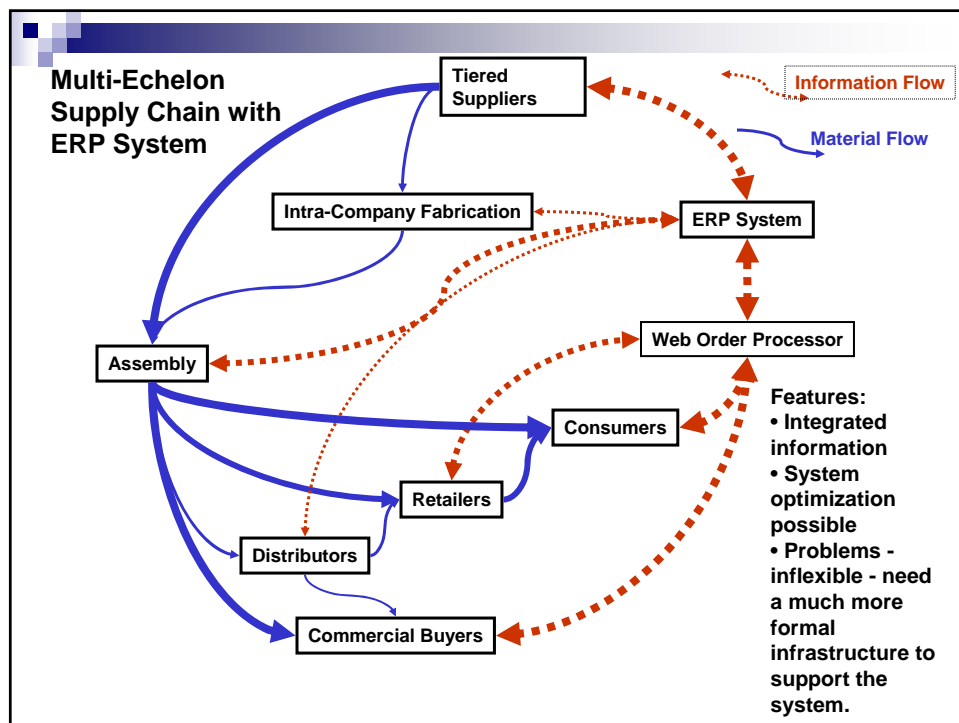 Multi-Echelon
Supply Chain with
ERP System
Tiered
Suppliers
Information Flow
Material Flow
Intra-Company Fabrication
ERP System
Assembly
Web Order Processor
Consumers
Retailers
Distributors
Commercial Buyers
Features:
• Integrated
information
• System
optimization
possible
• Problems -
inflexible - need
a much more
formal
infrastructure to
support the
system.